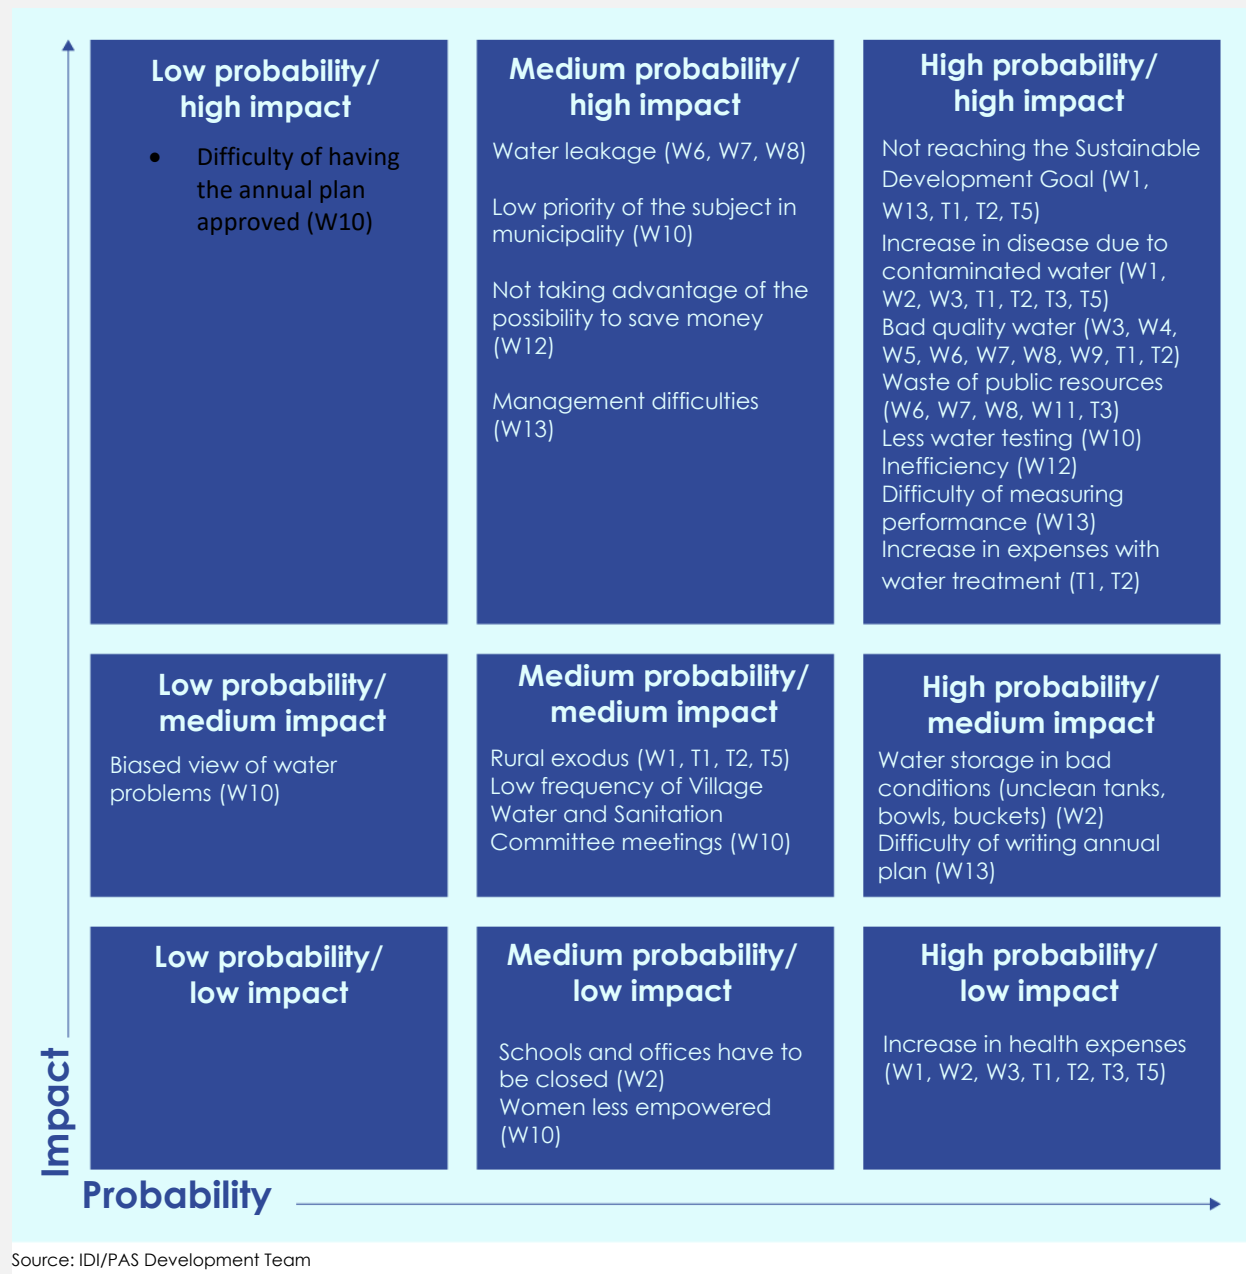 Low probability/
high impact
• Difficulty of having
the annual plan
approved (W10)
Medium probability/
high impact
Water leakage (W6, W7, W8)
Low priority of the subject in
municipality (W10)
Not taking advantage of the
possibility to save money
(W12)
Management difficulties
(W13)
High probability/
high impact
Not reaching the Sustainable
Development Goal (W1,
W13, T1, T2, T5)
Increase in disease due to
contaminated water (W1,
W2, W3, T1, T2, T3, T5)
Bad quality water (W3, W4,
W5, W6, W7, W8, W9, T1, T2)
Waste of public resources
(W6, W7, W8, W11, T3)
Less water testing (W10)
Inefficiency (W12)
Difficulty of measuring
performance (W13)
Increase in expenses with
water treatment (T1, T2)
Low probability/
medium impact
Biased view of water
problems (W10)
Medium probability/
medium impact
Rural exodus (W1, T1, T2, T5)
Low frequency of Village
Water and Sanitation
Committee meetings (W10)
High probability/
medium impact
Water storage in bad
conditions (unclean tanks,
bowls, buckets) (W2)
Difficulty of writing annual
plan (W13)
Low probability/
low impact
Medium probability/
low impact
Schools and offices have to
be closed (W2)
Women less empowered
(W10)
High probability/
low impact
Increase in health expenses
(W1, W2, W3, T1, T2, T3, T5)
Impact
Probability
Source: IDI/PAS Development Team